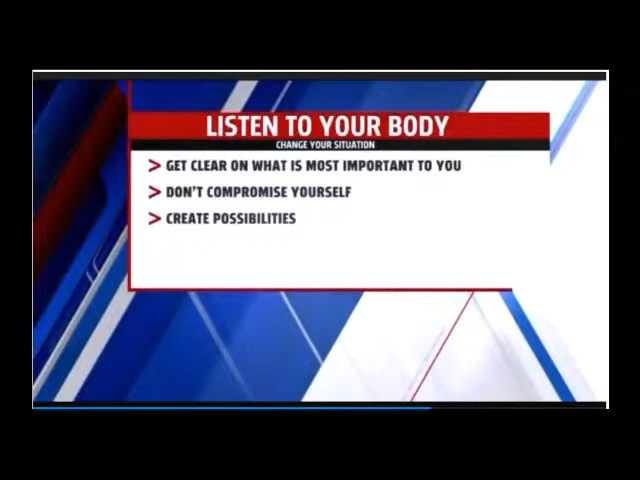 LISTEN TO YOUR BODY
CHANGE YOUR SITUATION
> GET CLEAR ON WHAT IS MOST IMPORTANT TO YOU
> DON'T COMPROMISE YOURSELF
> CREATE POSSIBILITIES